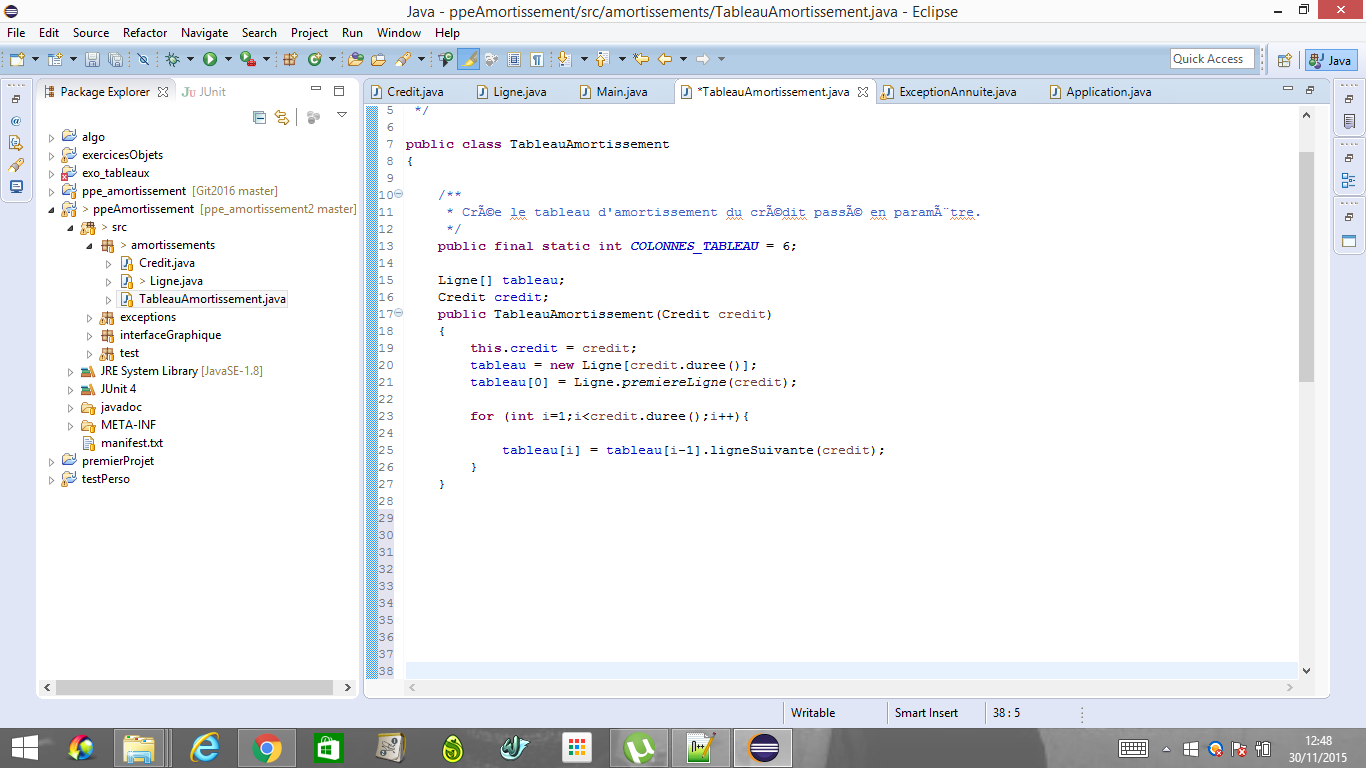 Java - ppeAmortissement/src/amortissements/TableauAmortissement.java - Eclipse
File Edit Source Refactor Navigate Search Project Run Window Help
Quick Access
Java
Package Explorer
JUnit
algo
exercicesObjets
exo_tableaux
ppe_amortissement [Git2016 master]
> ppeAmortissement [ppe_amortissement2 master]
> src
> amortissements
Credit.java
> Ligne.java
TableauAmortissement.java
exceptions
interfaceGraphique
test
JRE System Library [JavaSE-1.8]
JUnit 4
javadoc
META-INF
manifest.txt
premierProjet
testPerso
Credit.java Ligne.java Main.java *TableauAmortissement.java ExceptionAnnuite.java Application.java
5 */
6
7 public class TableauAmortissement
8 {
9
10 /**
11 * CrÃ©e le tableau d'amortissement du crÃ©dit passÃ© en paramÃ¨tre.
12 */
13 public final static int COLONNES_TABLEAU = 6;
14
15 Ligne[] tableau;
16 Credit credit;
17 public TableauAmortissement(Credit credit)
18 {
19 this.credit = credit;
20 tableau = new Ligne[credit.duree()];
21 tableau[0] = Ligne.premiereLigne(credit);
22
23 for (int i=1;i<credit.duree();i++){
24
25 tableau[i] = tableau[i-1].ligneSuivante(credit);
26 }
27 }
28
29
30
31
32
33
34
35
36
37
38
Writable Smart Insert 38 : 5
12:48
30/11/2015